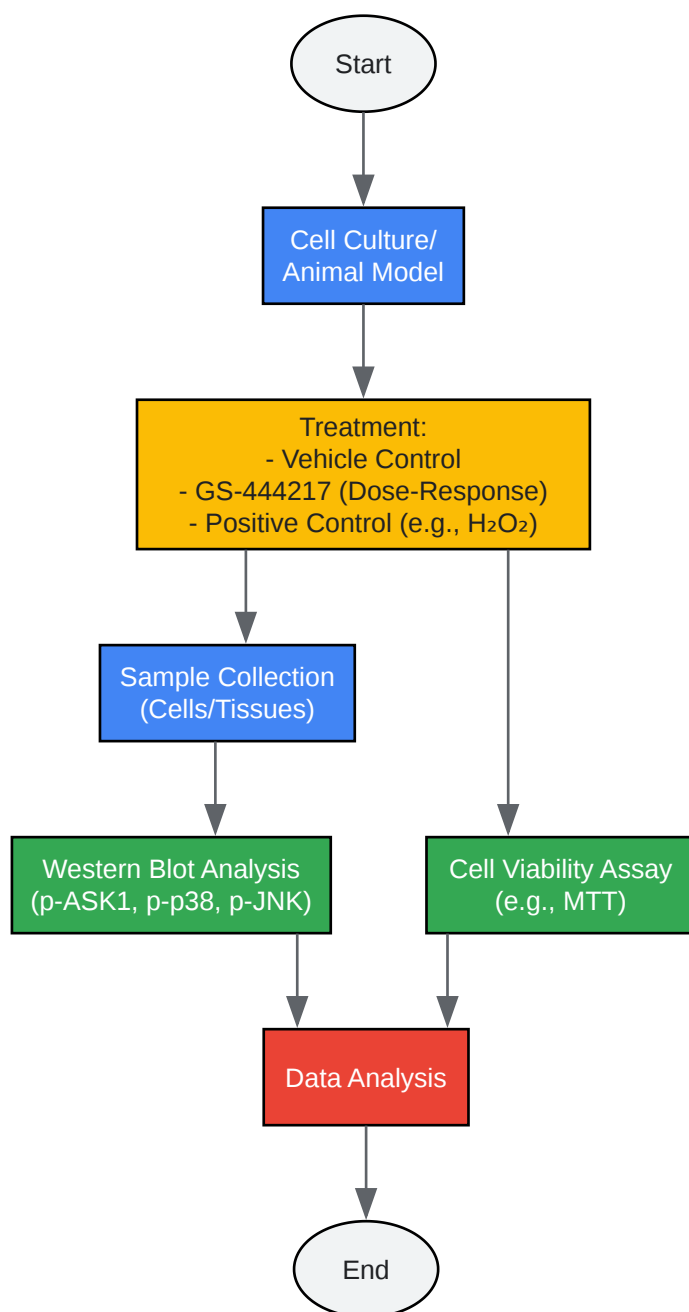 Start
Cell Culture/
Animal Model
Treatment:
- Vehicle Control
- GS-444217 (Dose-Response)
- Positive Control (e.g., H₂O₂)
Sample Collection
(Cells/Tissues)
Western Blot Analysis
(p-ASK1, p-p38, p-JNK)
Cell Viability Assay
(e.g., MTT)
Data Analysis
End